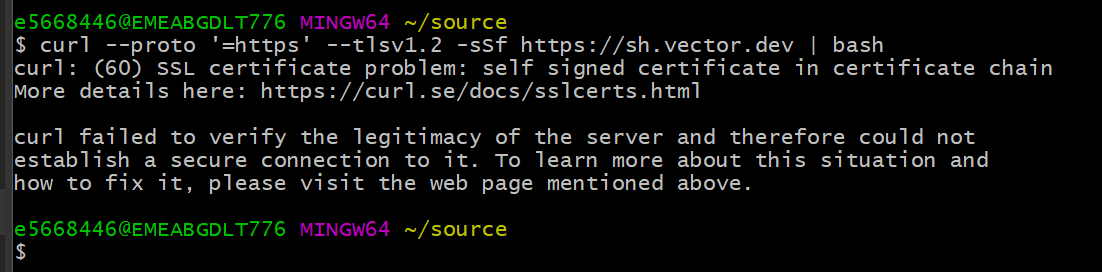 e5668446@EMEABGDLT776 MINGW64 ~/source
$ curl --proto '=https' --tlsv1.2 -sSf https://sh.vector.dev | bash
curl: (60) SSL certificate problem: self signed certificate in certificate chain
More details here: https://curl.se/docs/sslcerts.html
curl failed to verify the legitimacy of the server and therefore could not
establish a secure connection to it. To learn more about this situation and
how to fix it, please visit the web page mentioned above.
e5668446@EMEABGDLT776 MINGW64 ~/source
$